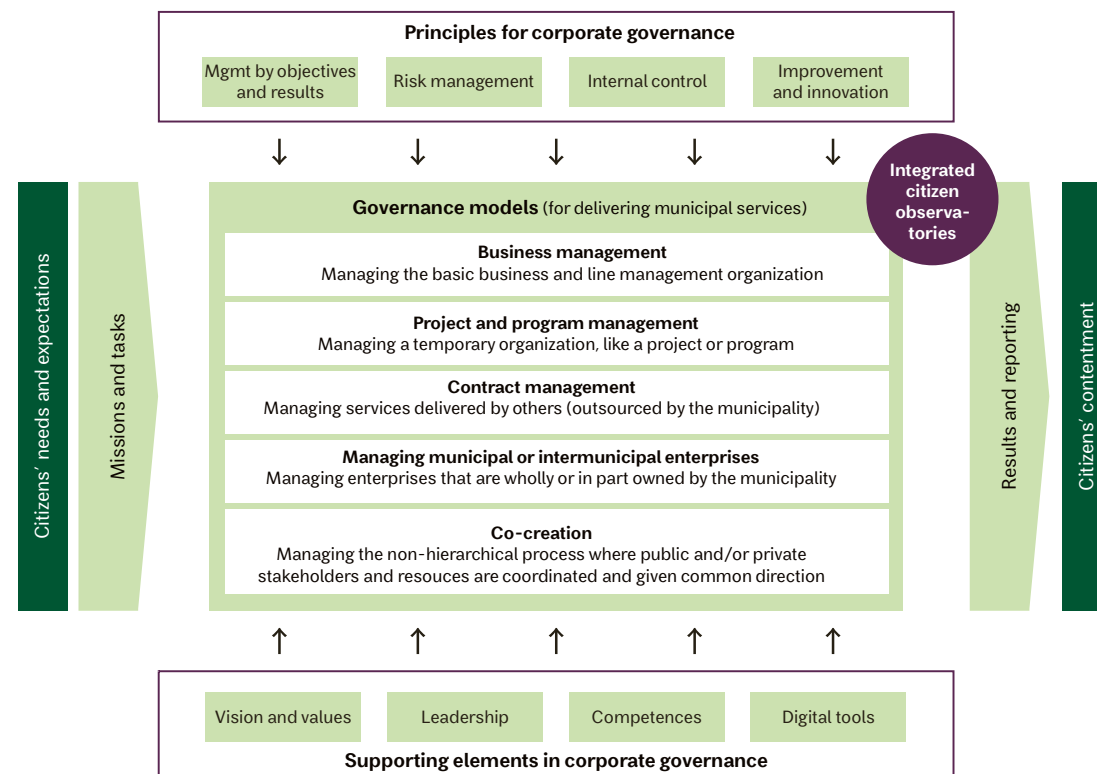 Principles for corporate governance
Mgmt by objectives
and results
Risk management
Internal control
Improvement
and innovation
Integrated
citizen
observa-
tories
Citizens' needs and expectations
Missions and tasks
Governance models (for delivering municipal services)
Business management
Managing the basic business and line management organization
Project and program management
Managing a temporary organization, like a project or program
Contract management
Managing services delivered by others (outsourced by the municipality)
Managing municipal or intermunicipal enterprises
Managing enterprises that are wholly or in part owned by the municipality
Co-creation
Managing the non-hierarchical process where public and/or private
stakeholders and resouces are coordinated and given common direction
Results and reporting
Citizens' contentment
Vision and values
Leadership
Competences
Digital tools
Supporting elements in corporate governance